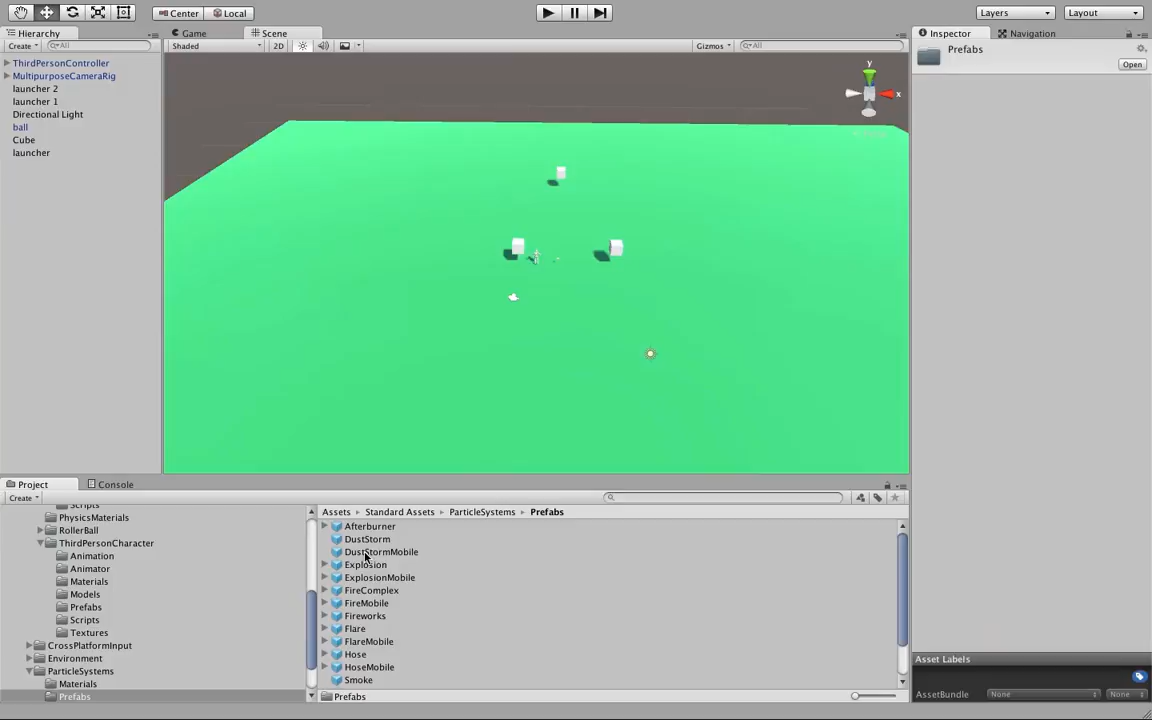 Center
Local
Layers
Layout
Hierarchy
Game
Scene
Inspector
Navigation
Create
All
Shaded
2D
Gizmos
All
Prefabs
Open
ThirdPersonController
MultipurposeCameraRig
launcher 2
launcher 1
Directional Light
ball
Cube
launcher
y
x
Project
Console
Create
Scripts
PhysicsMaterials
RollerBall
ThirdPersonCharacter
Animation
Animator
Materials
Models
Prefabs
Scripts
Textures
CrossPlatformInput
Environment
ParticleSystems
Materials
Prefabs
Assets Standard Assets ParticleSystems Prefabs
Afterburner
DustStorm
DustStormMobile
Explosion
ExplosionMobile
FireComplex
FireMobile
Fireworks
Flare
FlareMobile
Hose
HoseMobile
Smoke
Prefabs
Asset Labels
AssetBundle None None